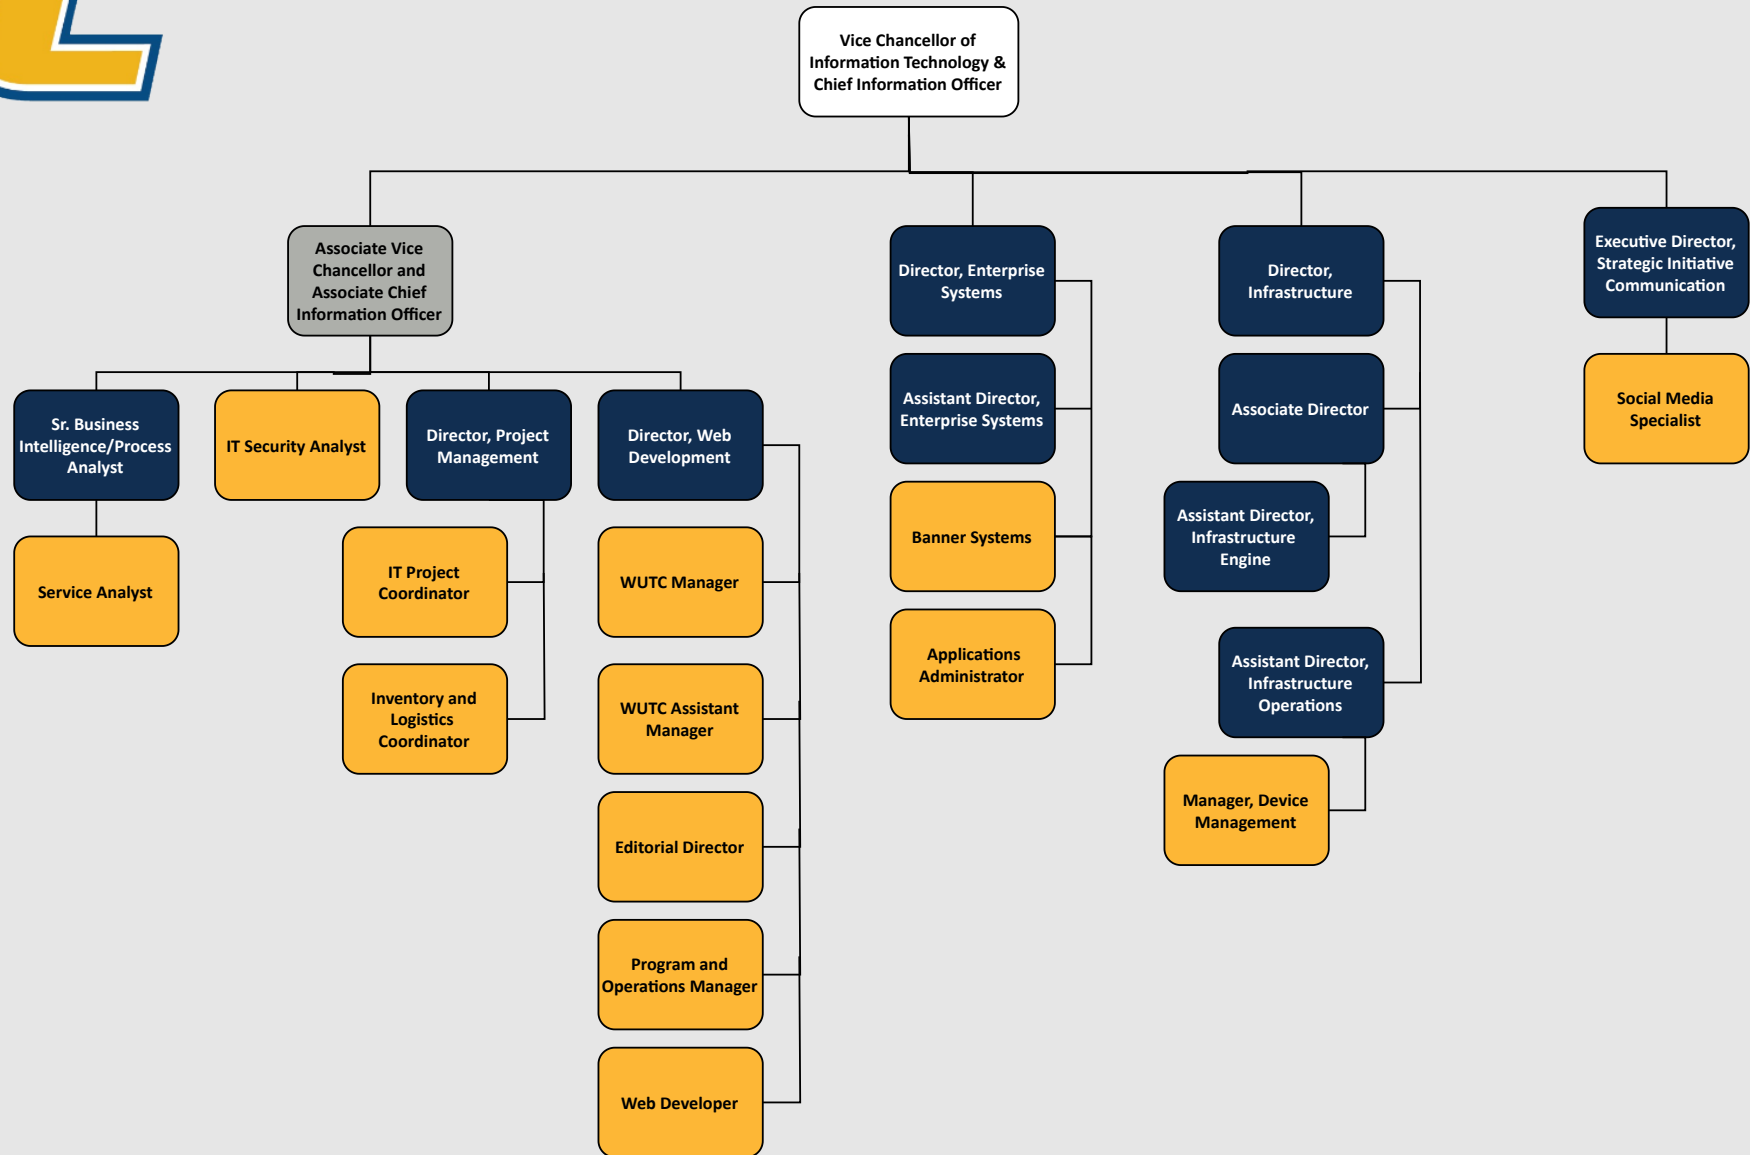 Vice Chancellor of
Information Technology &
Chief Information Officer
Associate Vice
Chancellor and
Associate Chief
Information Officer
Director, Enterprise
Systems
Director,
Infrastructure
Executive Director,
Strategic Initiative
Communication
Assistant Director,
Enterprise Systems
Associate Director
Social Media
Specialist
Sr. Business
Intelligence/Process
Analyst
IT Security Analyst
Director, Project
Management
Director, Web
Development
Banner Systems
Assistant Director,
Infrastructure
Engine
Service Analyst
IT Project
Coordinator
WUTC Manager
Applications
Administrator
Assistant Director,
Infrastructure
Operations
Inventory and
Logistics
Coordinator
WUTC Assistant
Manager
Manager, Device
Management
Editorial Director
Program and
Operations Manager
Web Developer